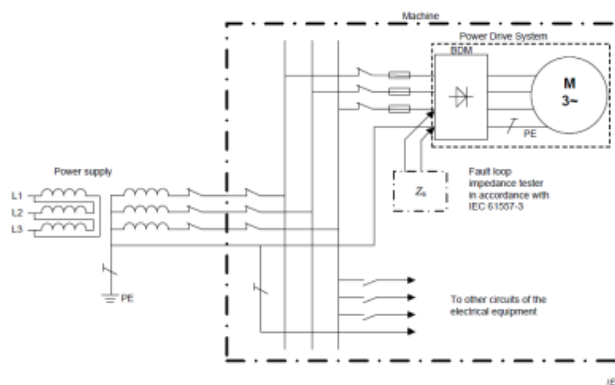 Machine
Power Drive System
BDM
M
3~
PE
Power supply
L1
L2
L3
Zs
Fault loop
impedance tester
in accordance with
IEC 61557-3
PE
To other circuits of the
electrical equipment